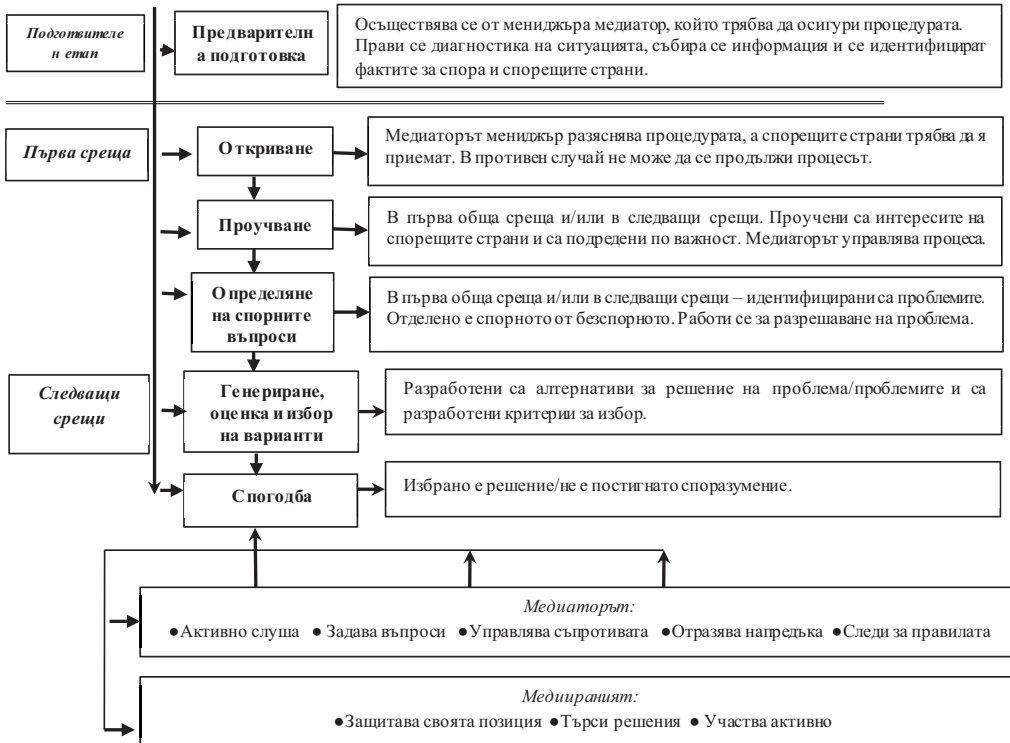 Подготвителе
н етап
Предварителн
а подготовка
Осъществява се от мениджъра медиатор, който трябва да осигури процедурата.
Прави се диагностика на ситуацията, събира се информация и се идентифицират
фактите за спора и спорещите страни.
Първа среща
Откриване
Медиаторът мениджър разяснява процедурата, а спорещите страни трябва да я
приемат. В противен случай не може да се продължи процесът.
Проучване
В първа обща среща и/или в следващи срещи. Проучени са интересите на
спорещите страни и са подредени по важност. Медиаторът управлява процеса.
Определяне
на спорните
въпроси
В първа обща среща и/или в следващи срещи – идентифицирани са проблемите.
Отделено е спорното от безспорното. Работи се за разрешаване на проблема.
Следващи
срещи
Генериране,
оценка и избор
на варианти
Разработени са алтернативи за решение на проблема/проблемите и са
разработени критерии за избор.
Спогодба
Избрано е решение/не е постигнато споразумение.
Медиаторът:
●Активно слуша ● Задава въпроси ●Управлява съпротивата ●Отразява напредъка ●Следи за правилата
Медиираният:
●Защитава своята позиция ●Търси решения ● Участва активно